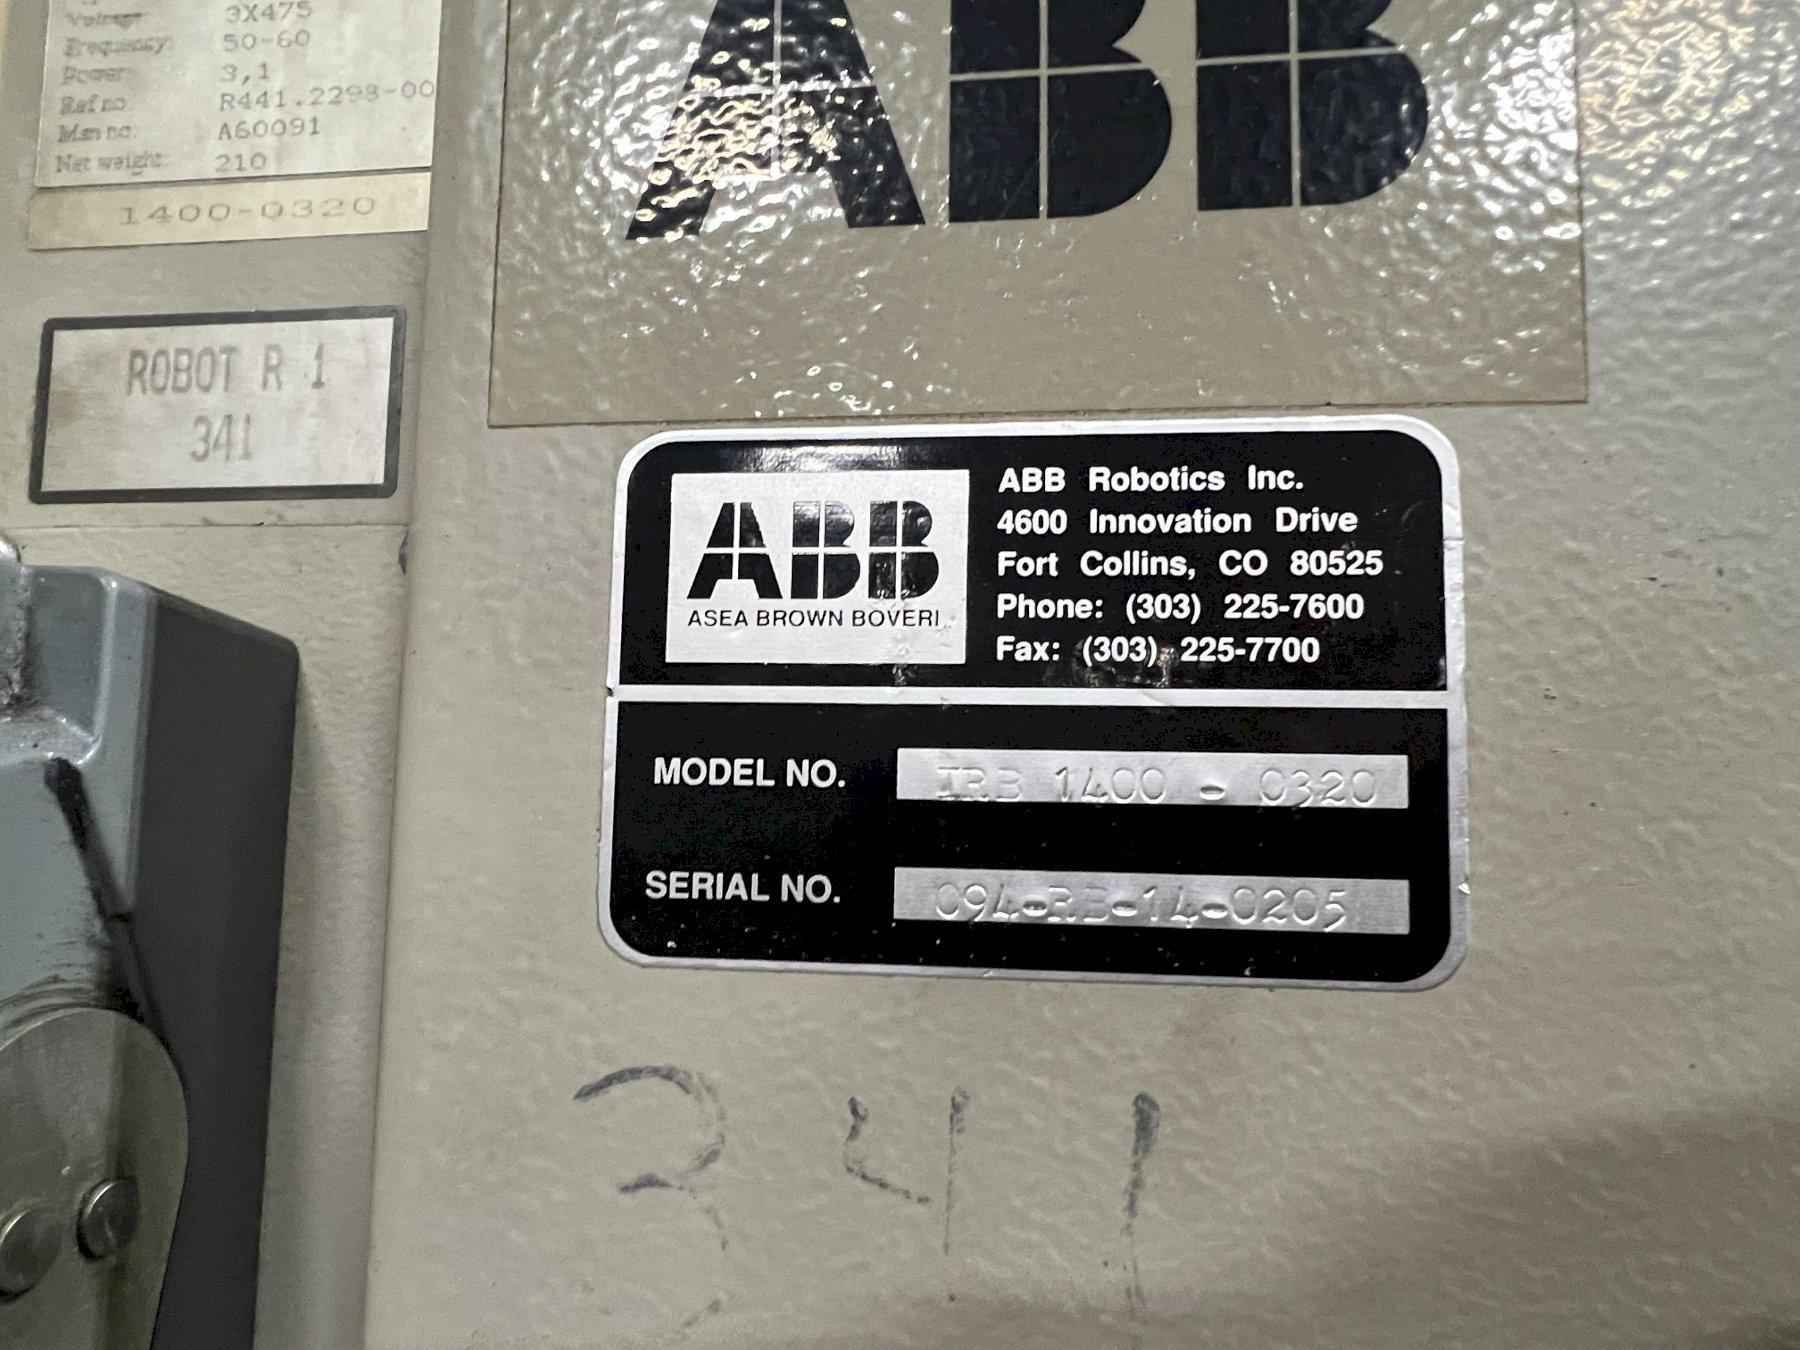 Voltage: 3X475
Frequency: 50-60
Power: 3,1
Ref no R441.2298-00
Man no. A60091
Net weight: 210
1400-0320
ROBOT R 1
341
ABB
ABB
ASEA BROWN BOVERI
ABB Robotics Inc.
4600 Innovation Drive
Fort Collins, CO 80525
Phone: (303) 225-7600
Fax: (303) 225-7700
MODEL NO. IRB 1400 - 0320
SERIAL NO. 094-RB-14-0205
341